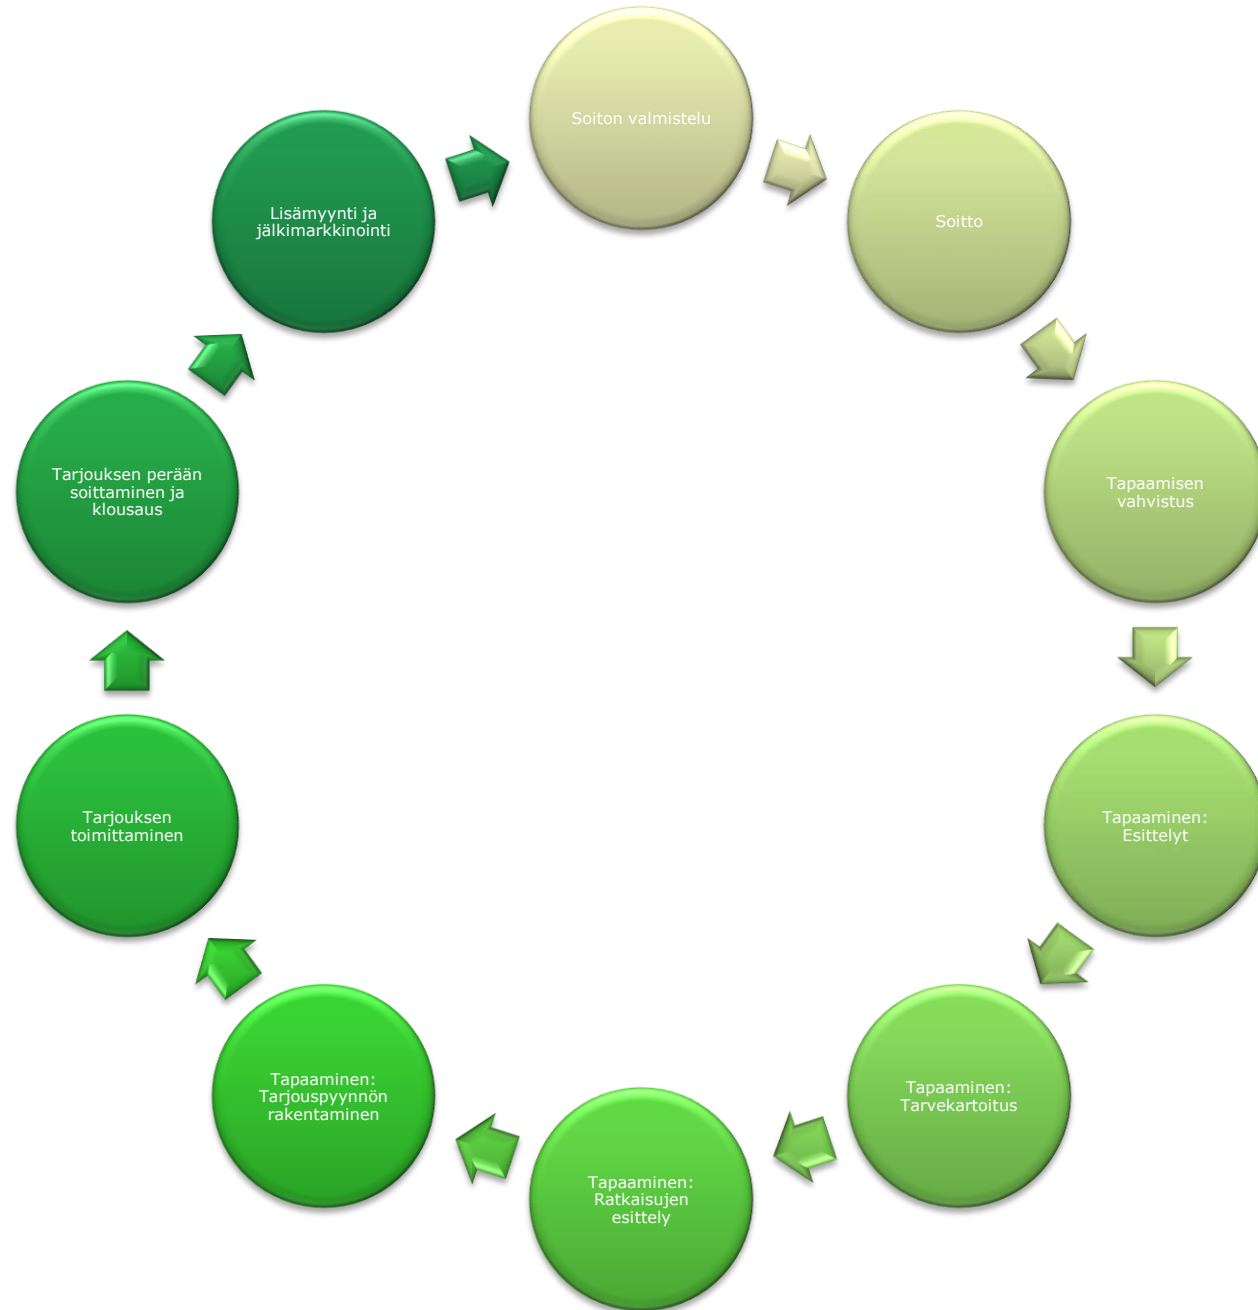 Soiton valmistelu
Soitto
Tapaamisen
vahvistus
Tapaaminen:
Esittelyt
Tapaaminen:
Tarvekartoitus
Tapaaminen:
Ratkaisujen
esittely
Tapaaminen:
Tarjouspyynnön
rakentaminen
Tarjouksen
toimittaminen
Tarjouksen perään
soittaminen ja
klousaus
Lisämyynti ja
jälkimarkkinointi